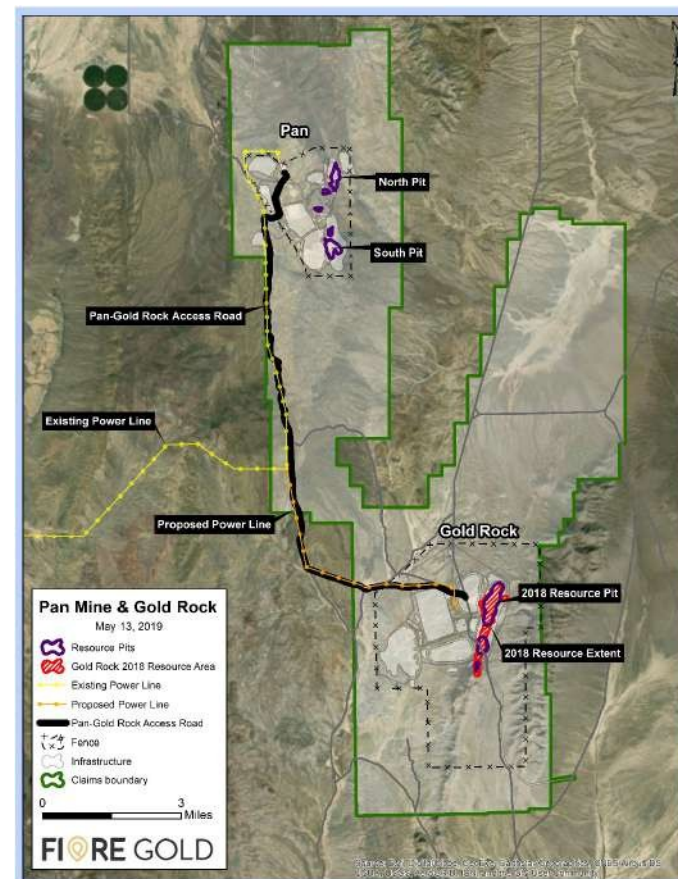 Pan
North Pit
South Pit
Pan-Gold Rock Access Road
Existing Power Line
Proposed Power Line
Gold Rock
2018 Resource Pit
2018 Resource Extent
Pan Mine & Gold Rock
May 13, 2019
Resource Pits
Gold Rock 2018 Resource Area
Existing Power Line
Proposed Power Line
Pan-Gold Rock Access Road
Fence
Infrastructure
Claims boundary
0 3
Miles
FIORE GOLD